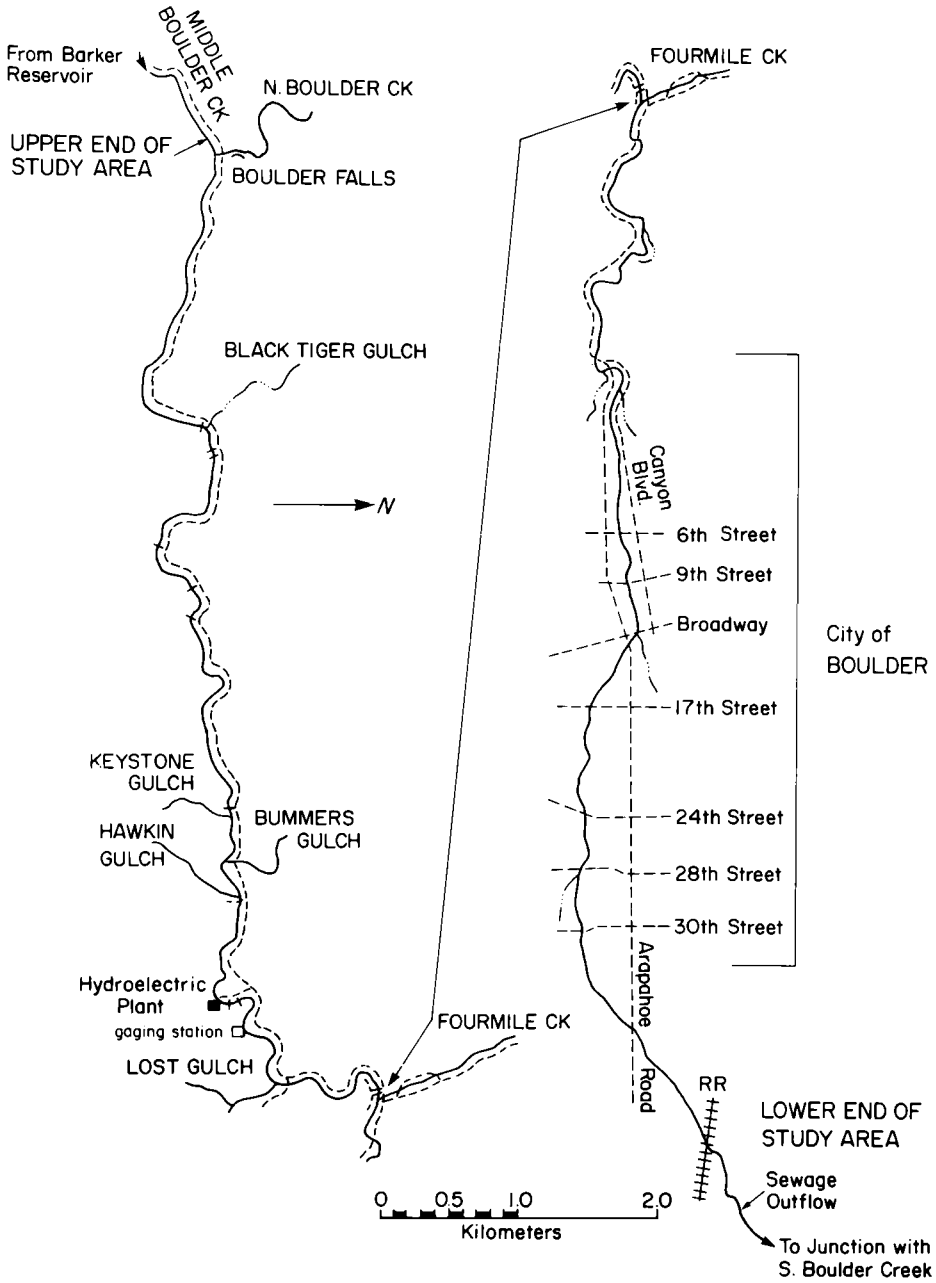 From Barker
Reservoir
MIDDLE
BOULDER CK
N. BOULDER CK
UPPER END OF
STUDY AREA
BOULDER FALLS
BLACK TIGER GULCH
N
KEYSTONE
GULCH
HAWKIN
GULCH
BUMMERS
GULCH
Hydroelectric
Plant
gaging station
LOST GULCH
FOURMILE CK
FOURMILE CK
Canyon
Blvd.
6th Street
9th Street
Broadway
17th Street
24th Street
28th Street
30th Street
City of
BOULDER
Arapahoe Road
RR
LOWER END OF
STUDY AREA
Sewage
Outflow
To Junction with
S. Boulder Creek
0 0.5 1.0 2.0
Kilometers